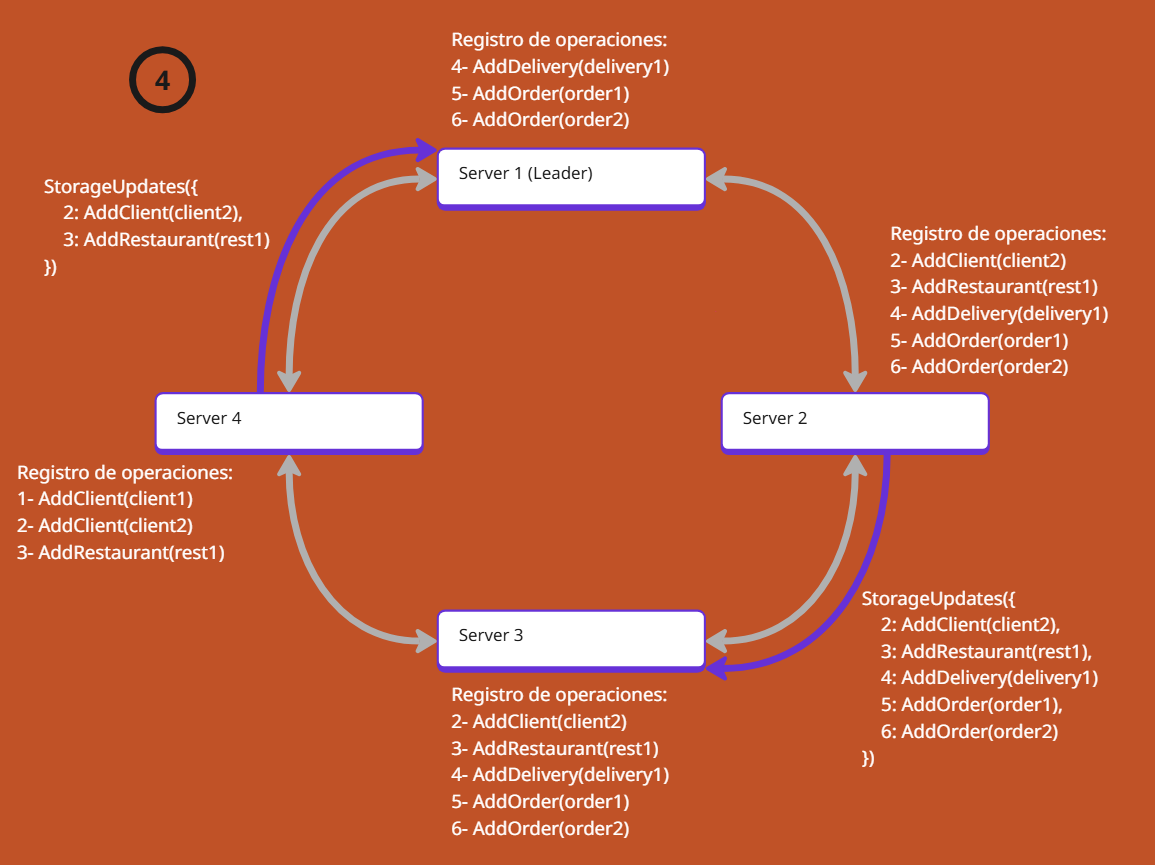 4
Registro de operaciones:
4- AddDelivery(delivery1)
5- AddOrder(order1)
6- AddOrder(order2)
Server 1 (Leader)
StorageUpdates({
2: AddClient(client2),
3: AddRestaurant(rest1)
})
Registro de operaciones:
2- AddClient(client2)
3- AddRestaurant(rest1)
4- AddDelivery(delivery1)
5- AddOrder(order1)
6- AddOrder(order2)
Server 4
Server 2
Registro de operaciones:
1- AddClient(client1)
2- AddClient(client2)
3- AddRestaurant(rest1)
StorageUpdates({
2: AddClient(client2),
3: AddRestaurant(rest1),
4: AddDelivery(delivery1)
5: AddOrder(order1),
6: AddOrder(order2)
})
Server 3
Registro de operaciones:
2- AddClient(client2)
3- AddRestaurant(rest1)
4- AddDelivery(delivery1)
5- AddOrder(order1)
6- AddOrder(order2)